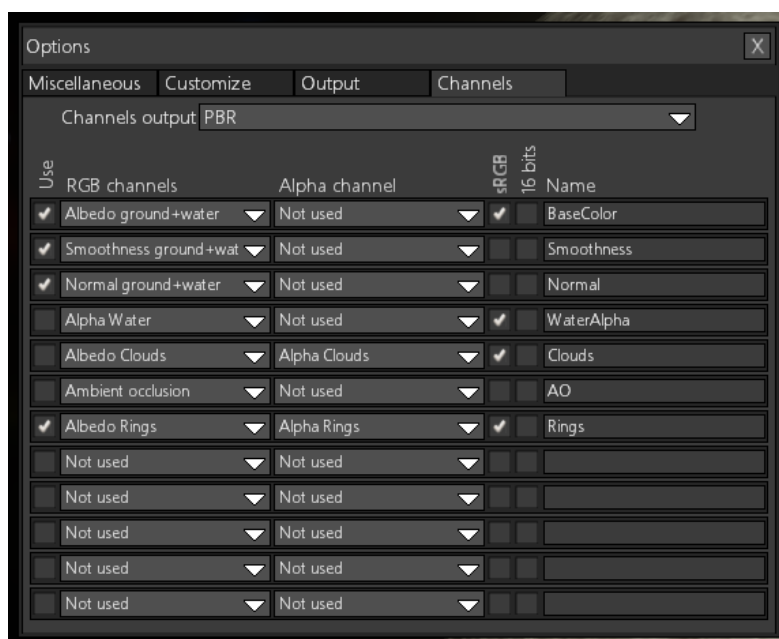 Options X
Miscellaneous Customize Output Channels
Channels output PBR
Use RGB channels Alpha channel sRGB 16 bits Name
Albedo ground+water Not used BaseColor
Smoothness ground+wat Not used Smoothness
Normal ground+water Not used Normal
Alpha Water Not used WaterAlpha
Albedo Clouds Alpha Clouds Clouds
Ambient occlusion Not used AO
Albedo Rings Alpha Rings Rings
Not used Not used
Not used Not used
Not used Not used
Not used Not used
Not used Not used